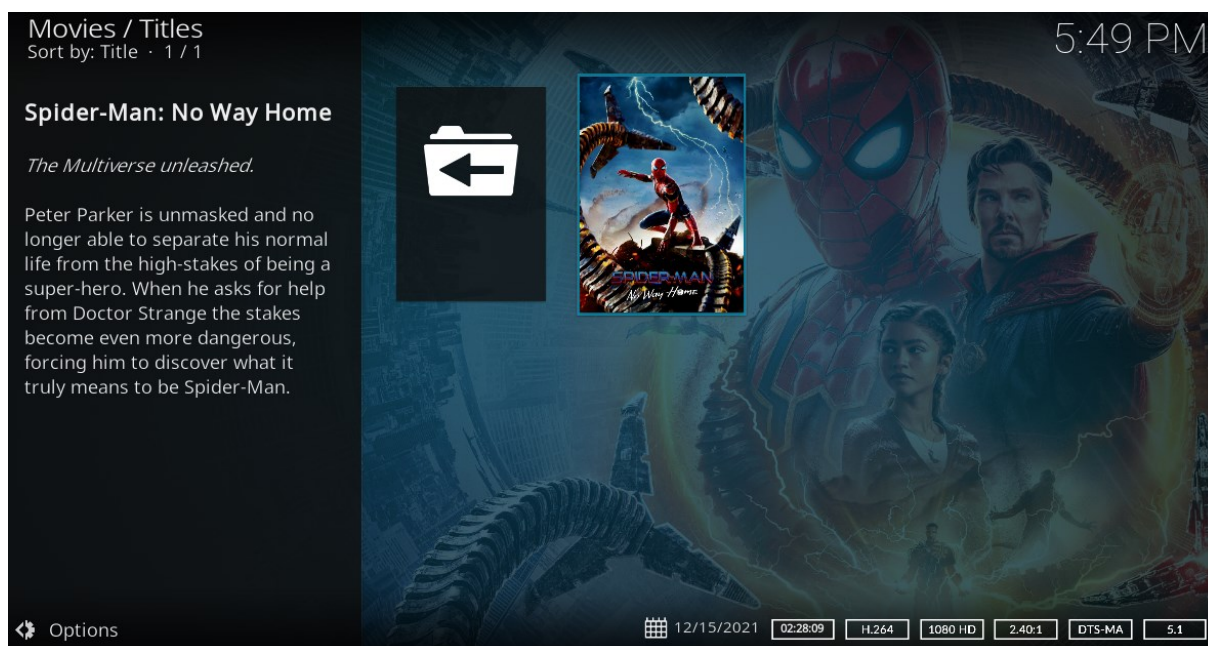 Movies / Titles
Sort by: Title · 1 / 1
5:49 PM
Spider-Man: No Way Home
The Multiverse unleashed.
Peter Parker is unmasked and no
longer able to separate his normal
life from the high-stakes of being a
super-hero. When he asks for help
from Doctor Strange the stakes
become even more dangerous,
forcing him to discover what it
truly means to be Spider-Man.
SPIDER-MAN
No Way Home
Options
12/15/2021 02:28:09 H.264 1080 HD 2.40:1 DTS-MA 5.1